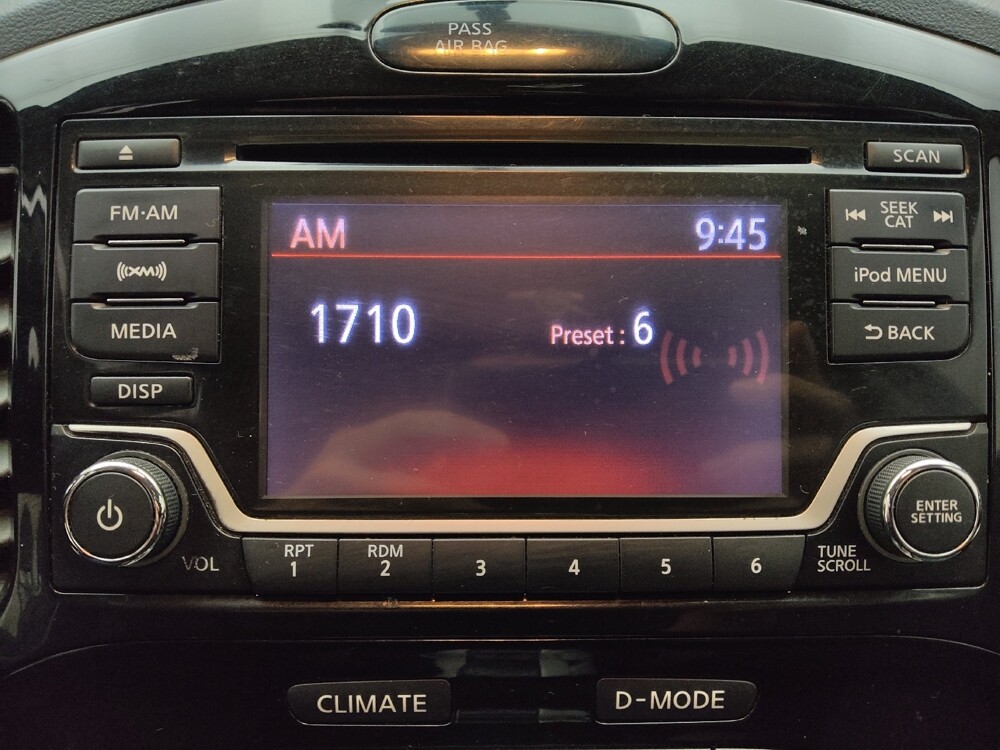 PASS
AIR BAG
SCAN
FM·AM
SEEK
CAT
AM
9:45
XM
iPod MENU
1710
Preset : 6
MEDIA
BACK
DISP
ENTER
SETTING
VOL
RPT
1
RDM
2
3
4
5
6
TUNE
SCROLL
CLIMATE
D-MODE